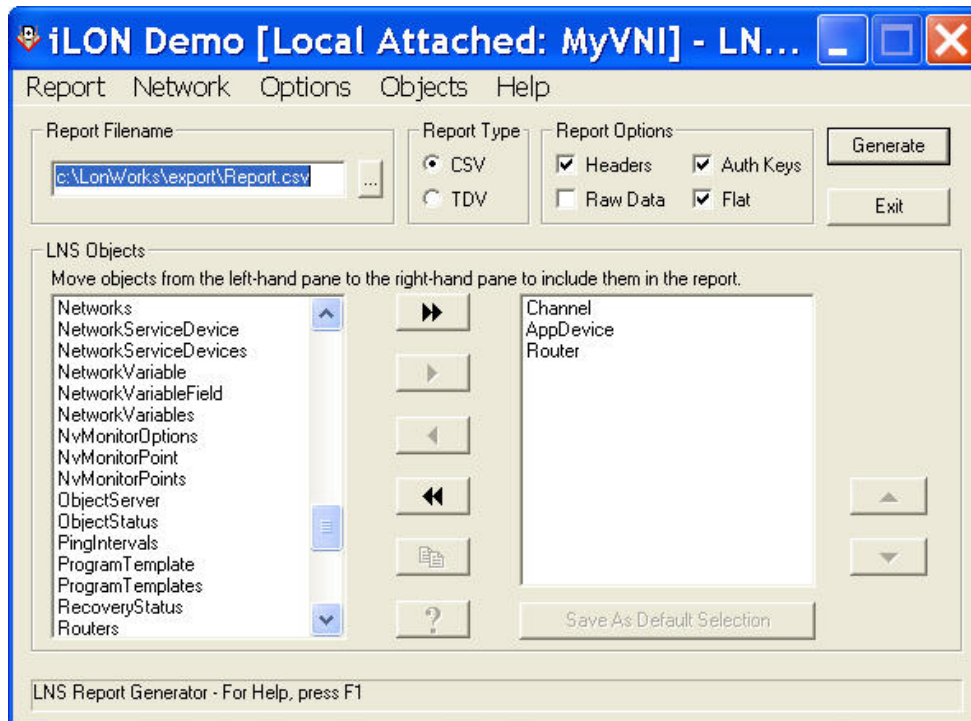 iLON Demo [Local Attached: MyVNI] - LN...
Report Network Options Objects Help
Report Filename
c:\LonWorks\export\Report.csv
...
Report Type
CSV
TDV
Report Options
Headers
Auth Keys
Raw Data
Flat
Generate
Exit
LNS Objects
Move objects from the left-hand pane to the right-hand pane to include them in the report.
Networks
NetworkServiceDevice
NetworkServiceDevices
NetworkVariable
NetworkVariableField
NetworkVariables
NvMonitorOptions
NvMonitorPoint
NvMonitorPoints
ObjectServer
ObjectStatus
PingIntervals
ProgramTemplate
ProgramTemplates
RecoveryStatus
Routers
?
Channel
AppDevice
Router
Save As Default Selection
LNS Report Generator - For Help, press F1